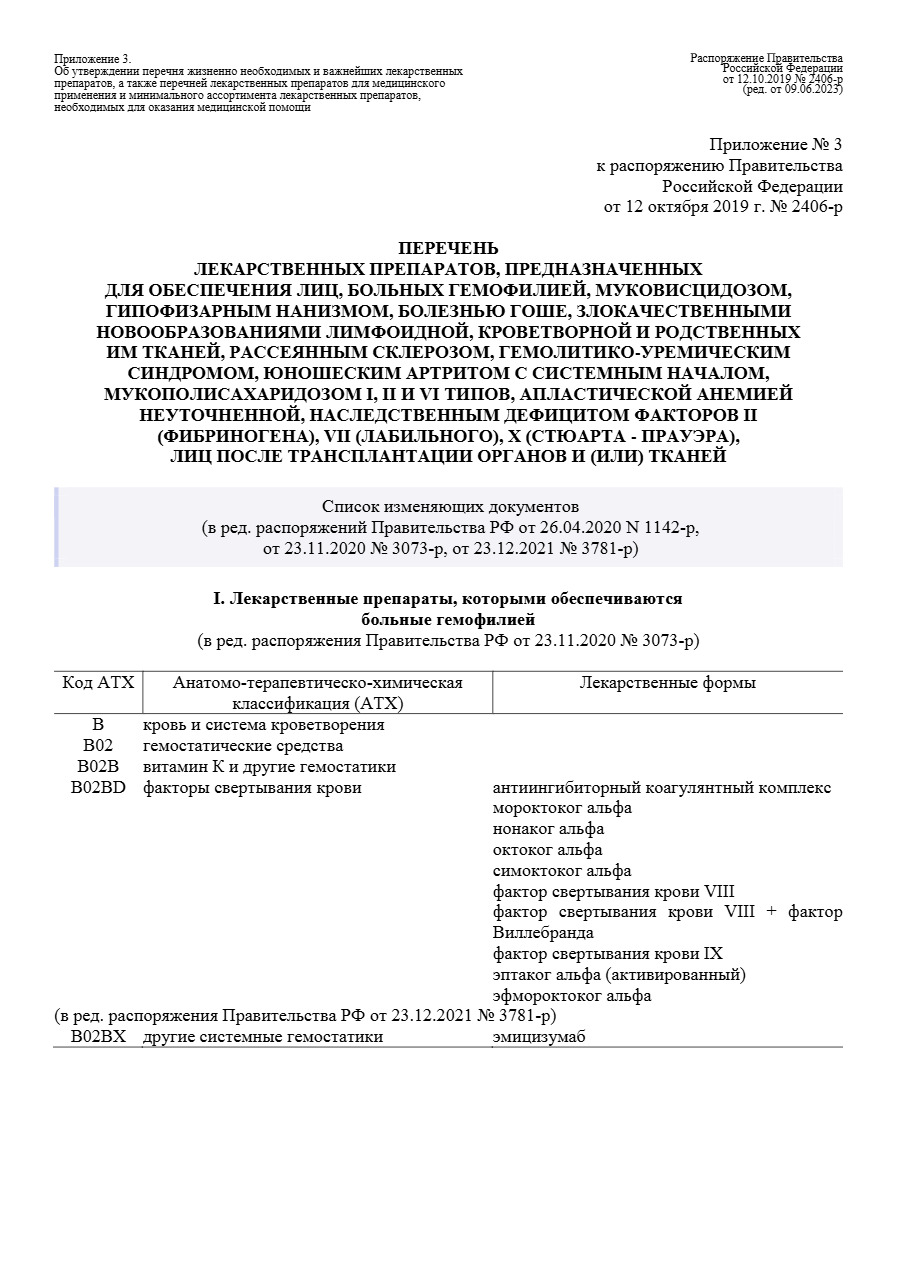 Приложение 3.
Об утверждении перечня жизненно необходимых и важнейших лекарственных
препаратов, а также перечней лекарственных препаратов для медицинского
применения и минимального ассортимента лекарственных препаратов,
необходимых для оказания медицинской помощи
Распоряжение Правительства
Российской Федерации
от 12.10.2019 № 2406-р
(ред. от 09.06.2023)
Приложение № 3
к распоряжению Правительства
Российской Федерации
от 12 октября 2019 г. № 2406-р
ПЕРЕЧЕНЬ
ЛЕКАРСТВЕННЫХ ПРЕПАРАТОВ, ПРЕДНАЗНАЧЕННЫХ
ДЛЯ ОБЕСПЕЧЕНИЯ ЛИЦ, БОЛЬНЫХ ГЕМОФИЛИЕЙ, МУКОВИСЦИДОЗОМ,
ГИПОФИЗАРНЫМ НАНИЗМОМ, БОЛЕЗНЬЮ ГОШЕ, ЗЛОКАЧЕСТВЕННЫМИ
НОВООБРАЗОВАНИЯМИ ЛИМФОИДНОЙ, КРОВЕТВОРНОЙ И РОДСТВЕННЫХ
ИМ ТКАНЕЙ, РАССЕЯННЫМ СКЛЕРОЗОМ, ГЕМОЛИТИКО-УРЕМИЧЕСКИМ
СИНДРОМОМ, ЮНОШЕСКИМ АРТРИТОМ С СИСТЕМНЫМ НАЧАЛОМ,
МУКОПОЛИСАХАРИДОЗОМ I, II И VI ТИПОВ, АПЛАСТИЧЕСКОЙ АНЕМИЕЙ
НЕУТОЧНЕННОЙ, НАСЛЕДСТВЕННЫМ ДЕФИЦИТОМ ФАКТОРОВ II
(ФИБРИНОГЕНА), VII (ЛАБИЛЬНОГО), X (СТЮАРТА - ПРАУЭРА),
ЛИЦ ПОСЛЕ ТРАНСПЛАНТАЦИИ ОРГАНОВ И (ИЛИ) ТКАНЕЙ
Список изменяющих документов
(в ред. распоряжений Правительства РФ от 26.04.2020 N 1142-р,
от 23.11.2020 № 3073-р, от 23.12.2021 № 3781-р)
I. Лекарственные препараты, которыми обеспечиваются
больные гемофилией
(в ред. распоряжения Правительства РФ от 23.11.2020 № 3073-р)
Код АТХ Анатомо-терапевтическо-химическая Лекарственные формы
классификация (АТХ)
B кровь и система кроветворения
B02 гемостатические средства
B02B витамин K и другие гемостатики
B02BD факторы свертывания крови антиингибиторный коагулянтный комплекс
мороктоког альфа
нонаког альфа
октоког альфа
симоктоког альфа
фактор свертывания крови VIII
фактор свертывания крови VIII + фактор
Виллебранда
фактор свертывания крови IX
эптаког альфа (активированный)
эфмороктоког альфа
(в ред. распоряжения Правительства РФ от 23.12.2021 № 3781-р)
B02BX другие системные гемостатики эмицизумаб